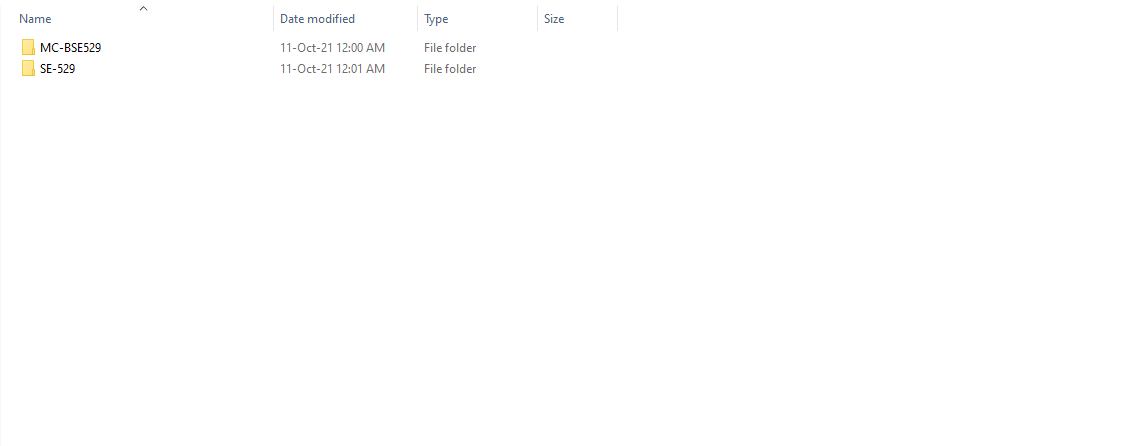 Name Date modified Type Size
MC-BSE529 11-Oct-21 12:00 AM File folder
SE-529 11-Oct-21 12:01 AM File folder